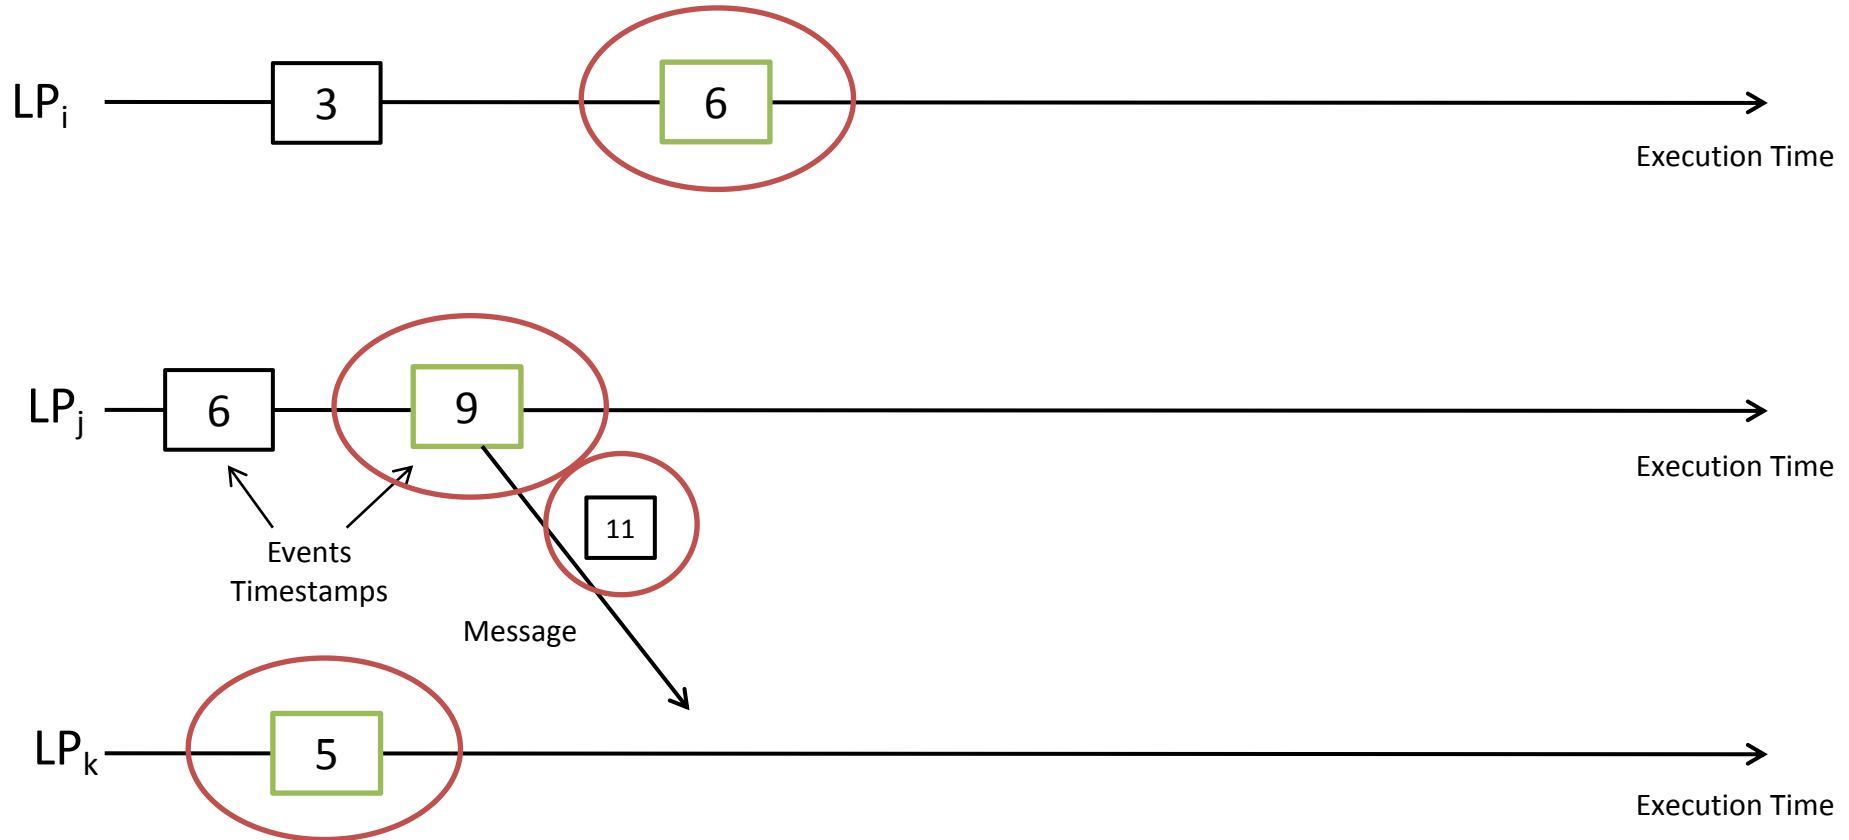 LPi
3
6
Execution Time
LPj
6
9
Execution Time
11
Events
Timestamps
Message
LPk
5
Execution Time